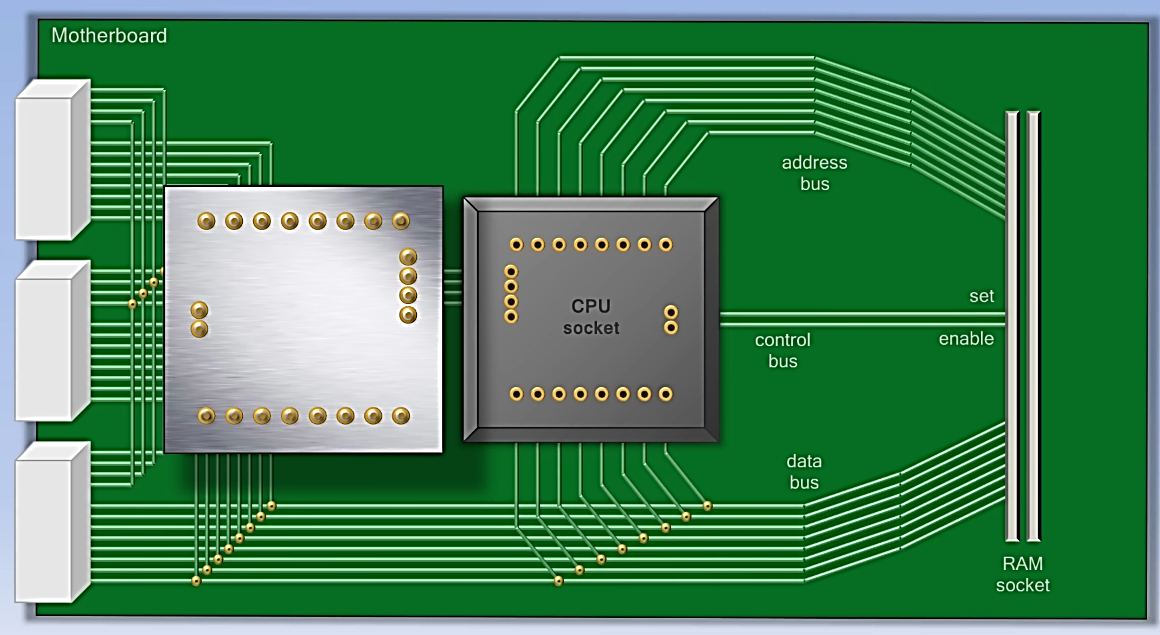 Motherboard
address
bus
CPU
socket
set
control
bus
enable
data
bus
RAM
socket